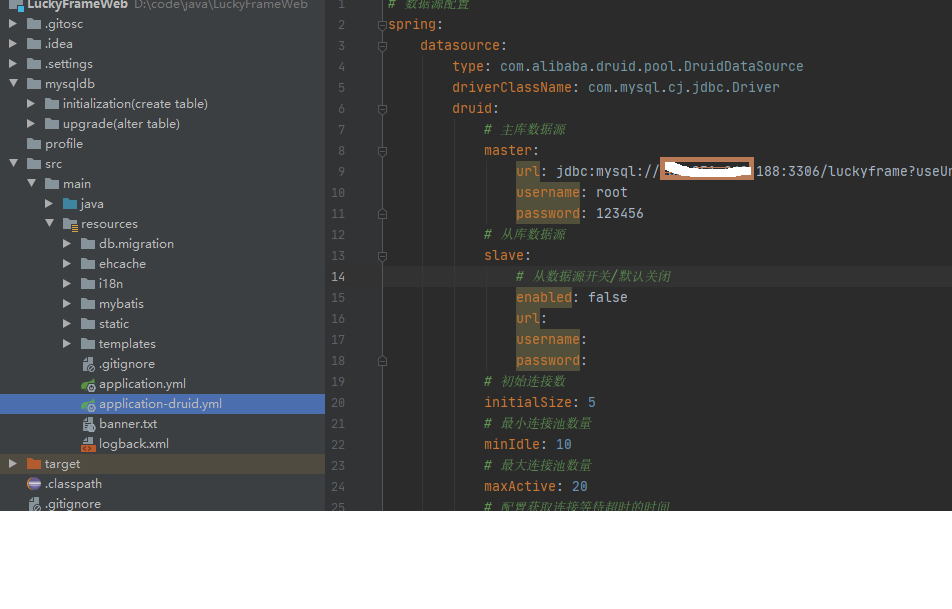 LuckyFrameWeb D:\code\java\LuckyFrameWeb
.gitosc
.idea
.settings
mysqldb
initialization(create table)
upgrade(alter table)
profile
src
main
java
resources
db.migration
ehcache
i18n
mybatis
static
templates
.gitignore
application.yml
application-druid.yml
banner.txt
logback.xml
target
.classpath
.gitignore
1 # 数据源配置
2 spring:
3 datasource:
4 type: com.alibaba.druid.pool.DruidDataSource
5 driverClassName: com.mysql.cj.jdbc.Driver
6 druid:
7 # 主库数据源
8 master:
9 url: jdbc:mysql:// 188:3306/luckyframe?useUn
10 username: root
11 password: 123456
12 # 从库数据源
13 slave:
14 # 从数据源开关/默认关闭
15 enabled: false
16 url:
17 username:
18 password:
19 # 初始连接数
20 initialSize: 5
21 # 最小连接池数量
22 minIdle: 10
23 # 最大连接池数量
24 maxActive: 20
25 # 配置获取连接等待超时的时间